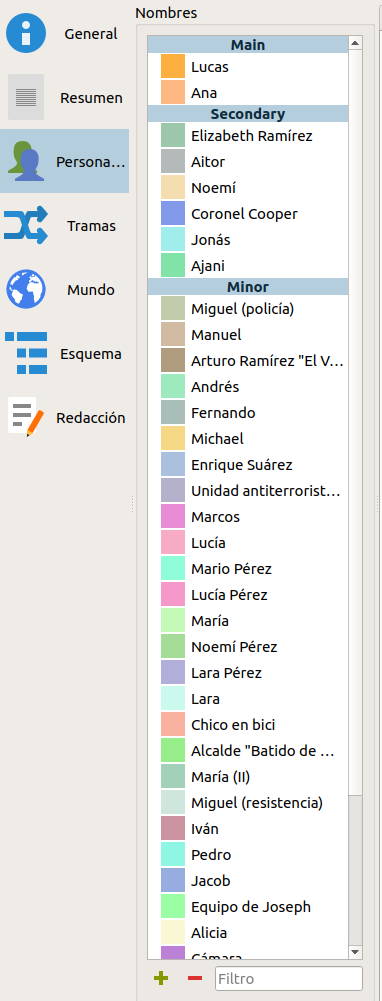 Nombres
General
Resumen
Persona...
Tramas
Mundo
Esquema
Redacción
Main
Lucas
Ana
Secondary
Elizabeth Ramírez
Aitor
Noemí
Coronel Cooper
Jonás
Ajani
Minor
Miguel (policía)
Manuel
Arturo Ramírez "El V...
Andrés
Fernando
Michael
Enrique Suárez
Unidad antiterrorist...
Marcos
Lucía
Mario Pérez
Lucía Pérez
María
Noemí Pérez
Lara Pérez
Lara
Chico en bici
Alcalde "Batido de ...
María (II)
Miguel (resistencia)
Iván
Pedro
Jacob
Equipo de Joseph
Alicia
Cámara
Filtro